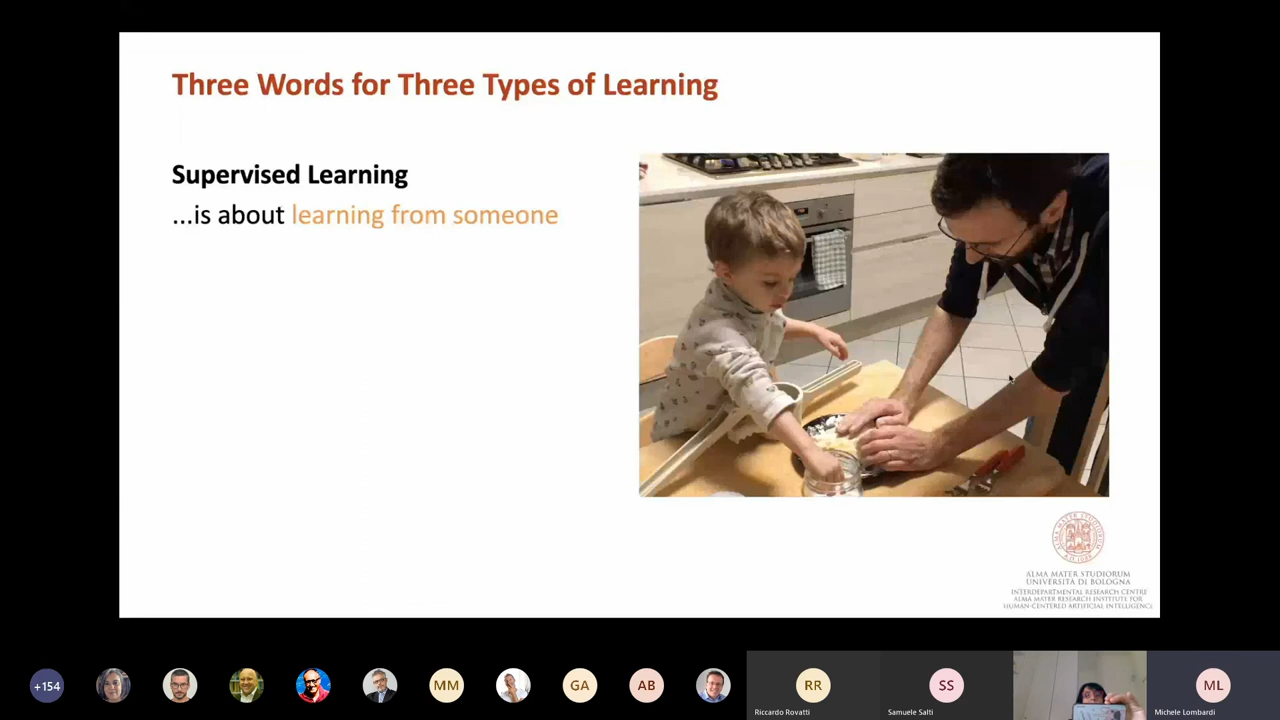 Three Words for Three Types of Learning
Supervised Learning
...is about learning from someone
ALMA MATER STUDIORUM
UNIVERSITÀ DI BOLOGNA
INTERDEPARTMENTAL RESEARCH CENTRE
ALMA MATER RESEARCH INSTITUTE FOR
HUMAN-CENTERED ARTIFICIAL INTELLIGENCE
+154
MM
GA
AB
RR
SS
ML
Riccardo Rovatti
Samuele Salti
Michele Lombardi